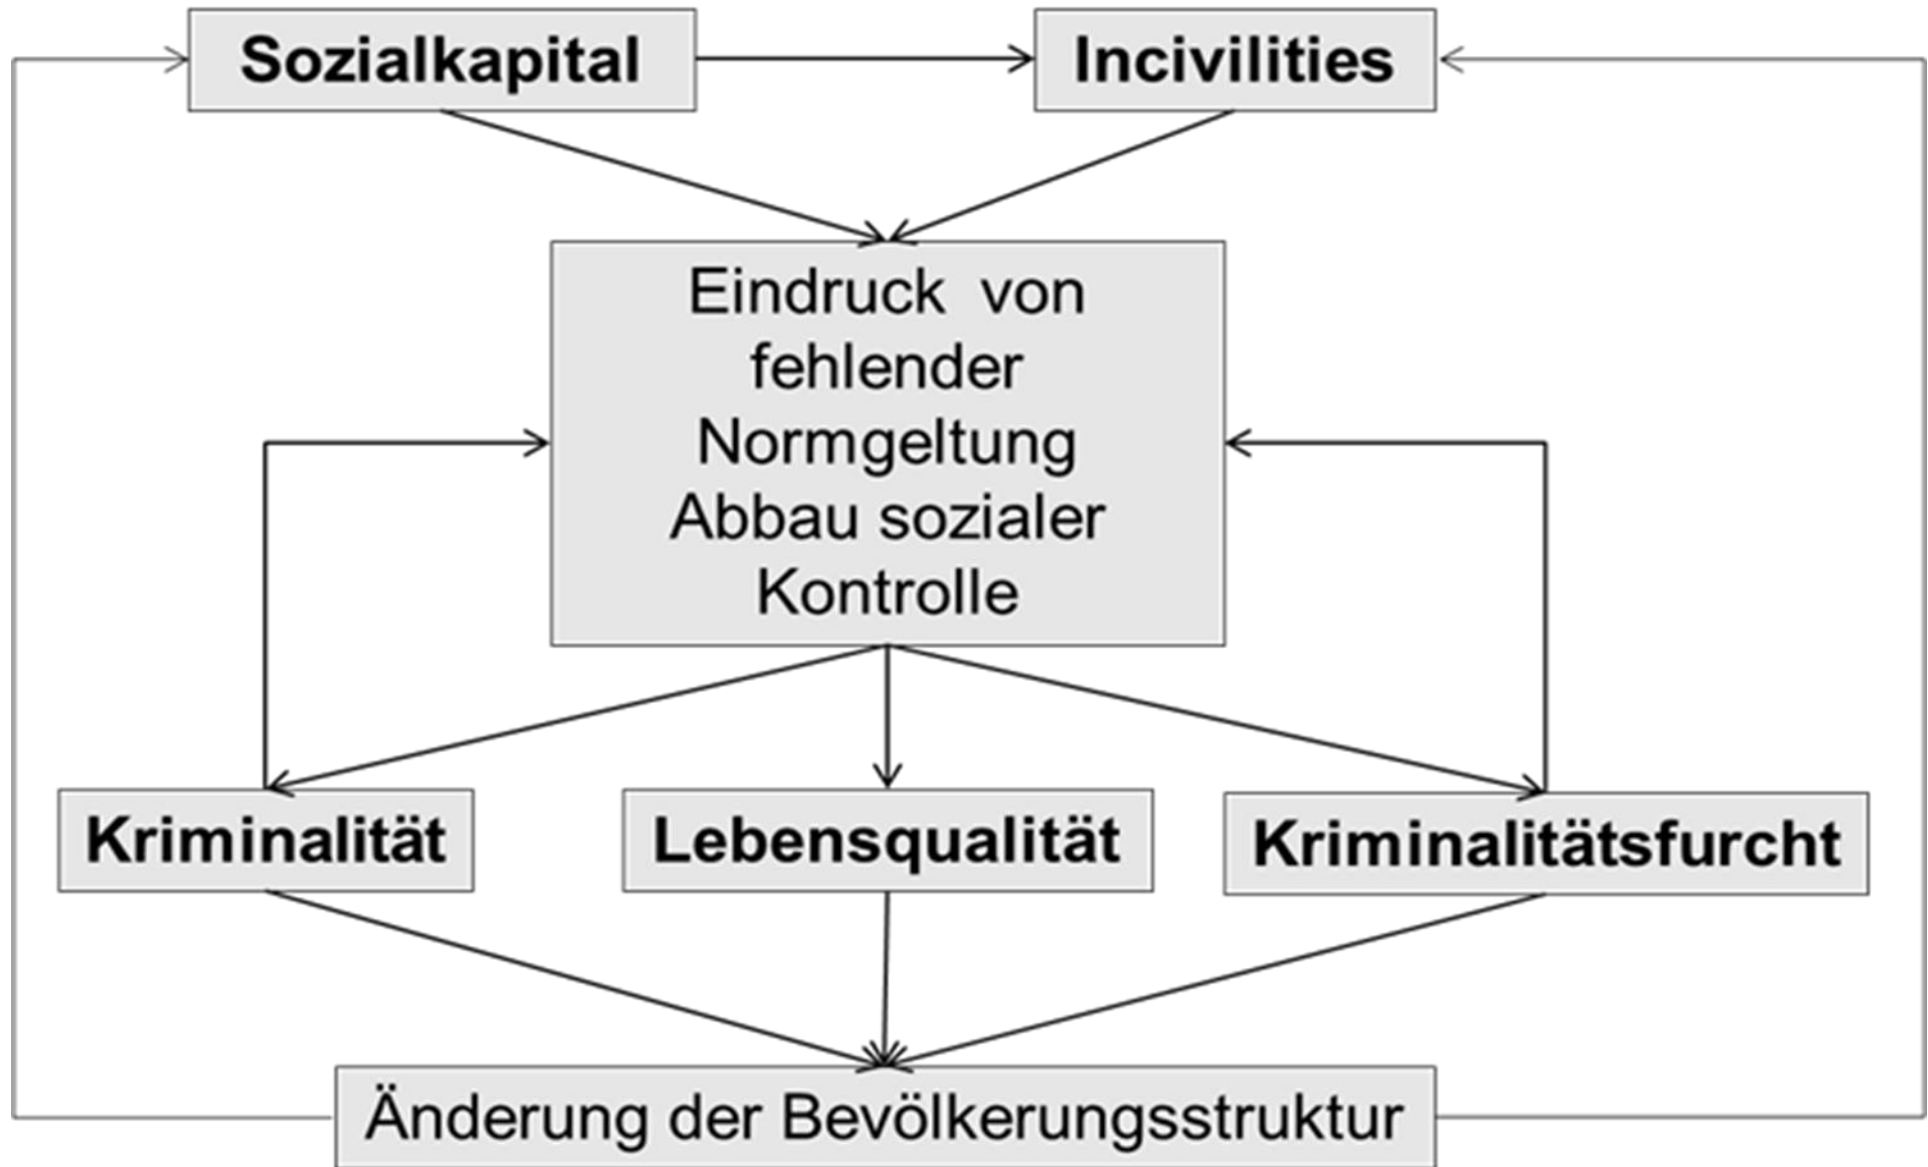 Sozialkapital
Incivilities
Eindruck von
fehlender
Normgeltung
Abbau sozialer
Kontrolle
Kriminalität
Lebensqualität
Kriminalitätsfurcht
Änderung der Bevölkerungsstruktur